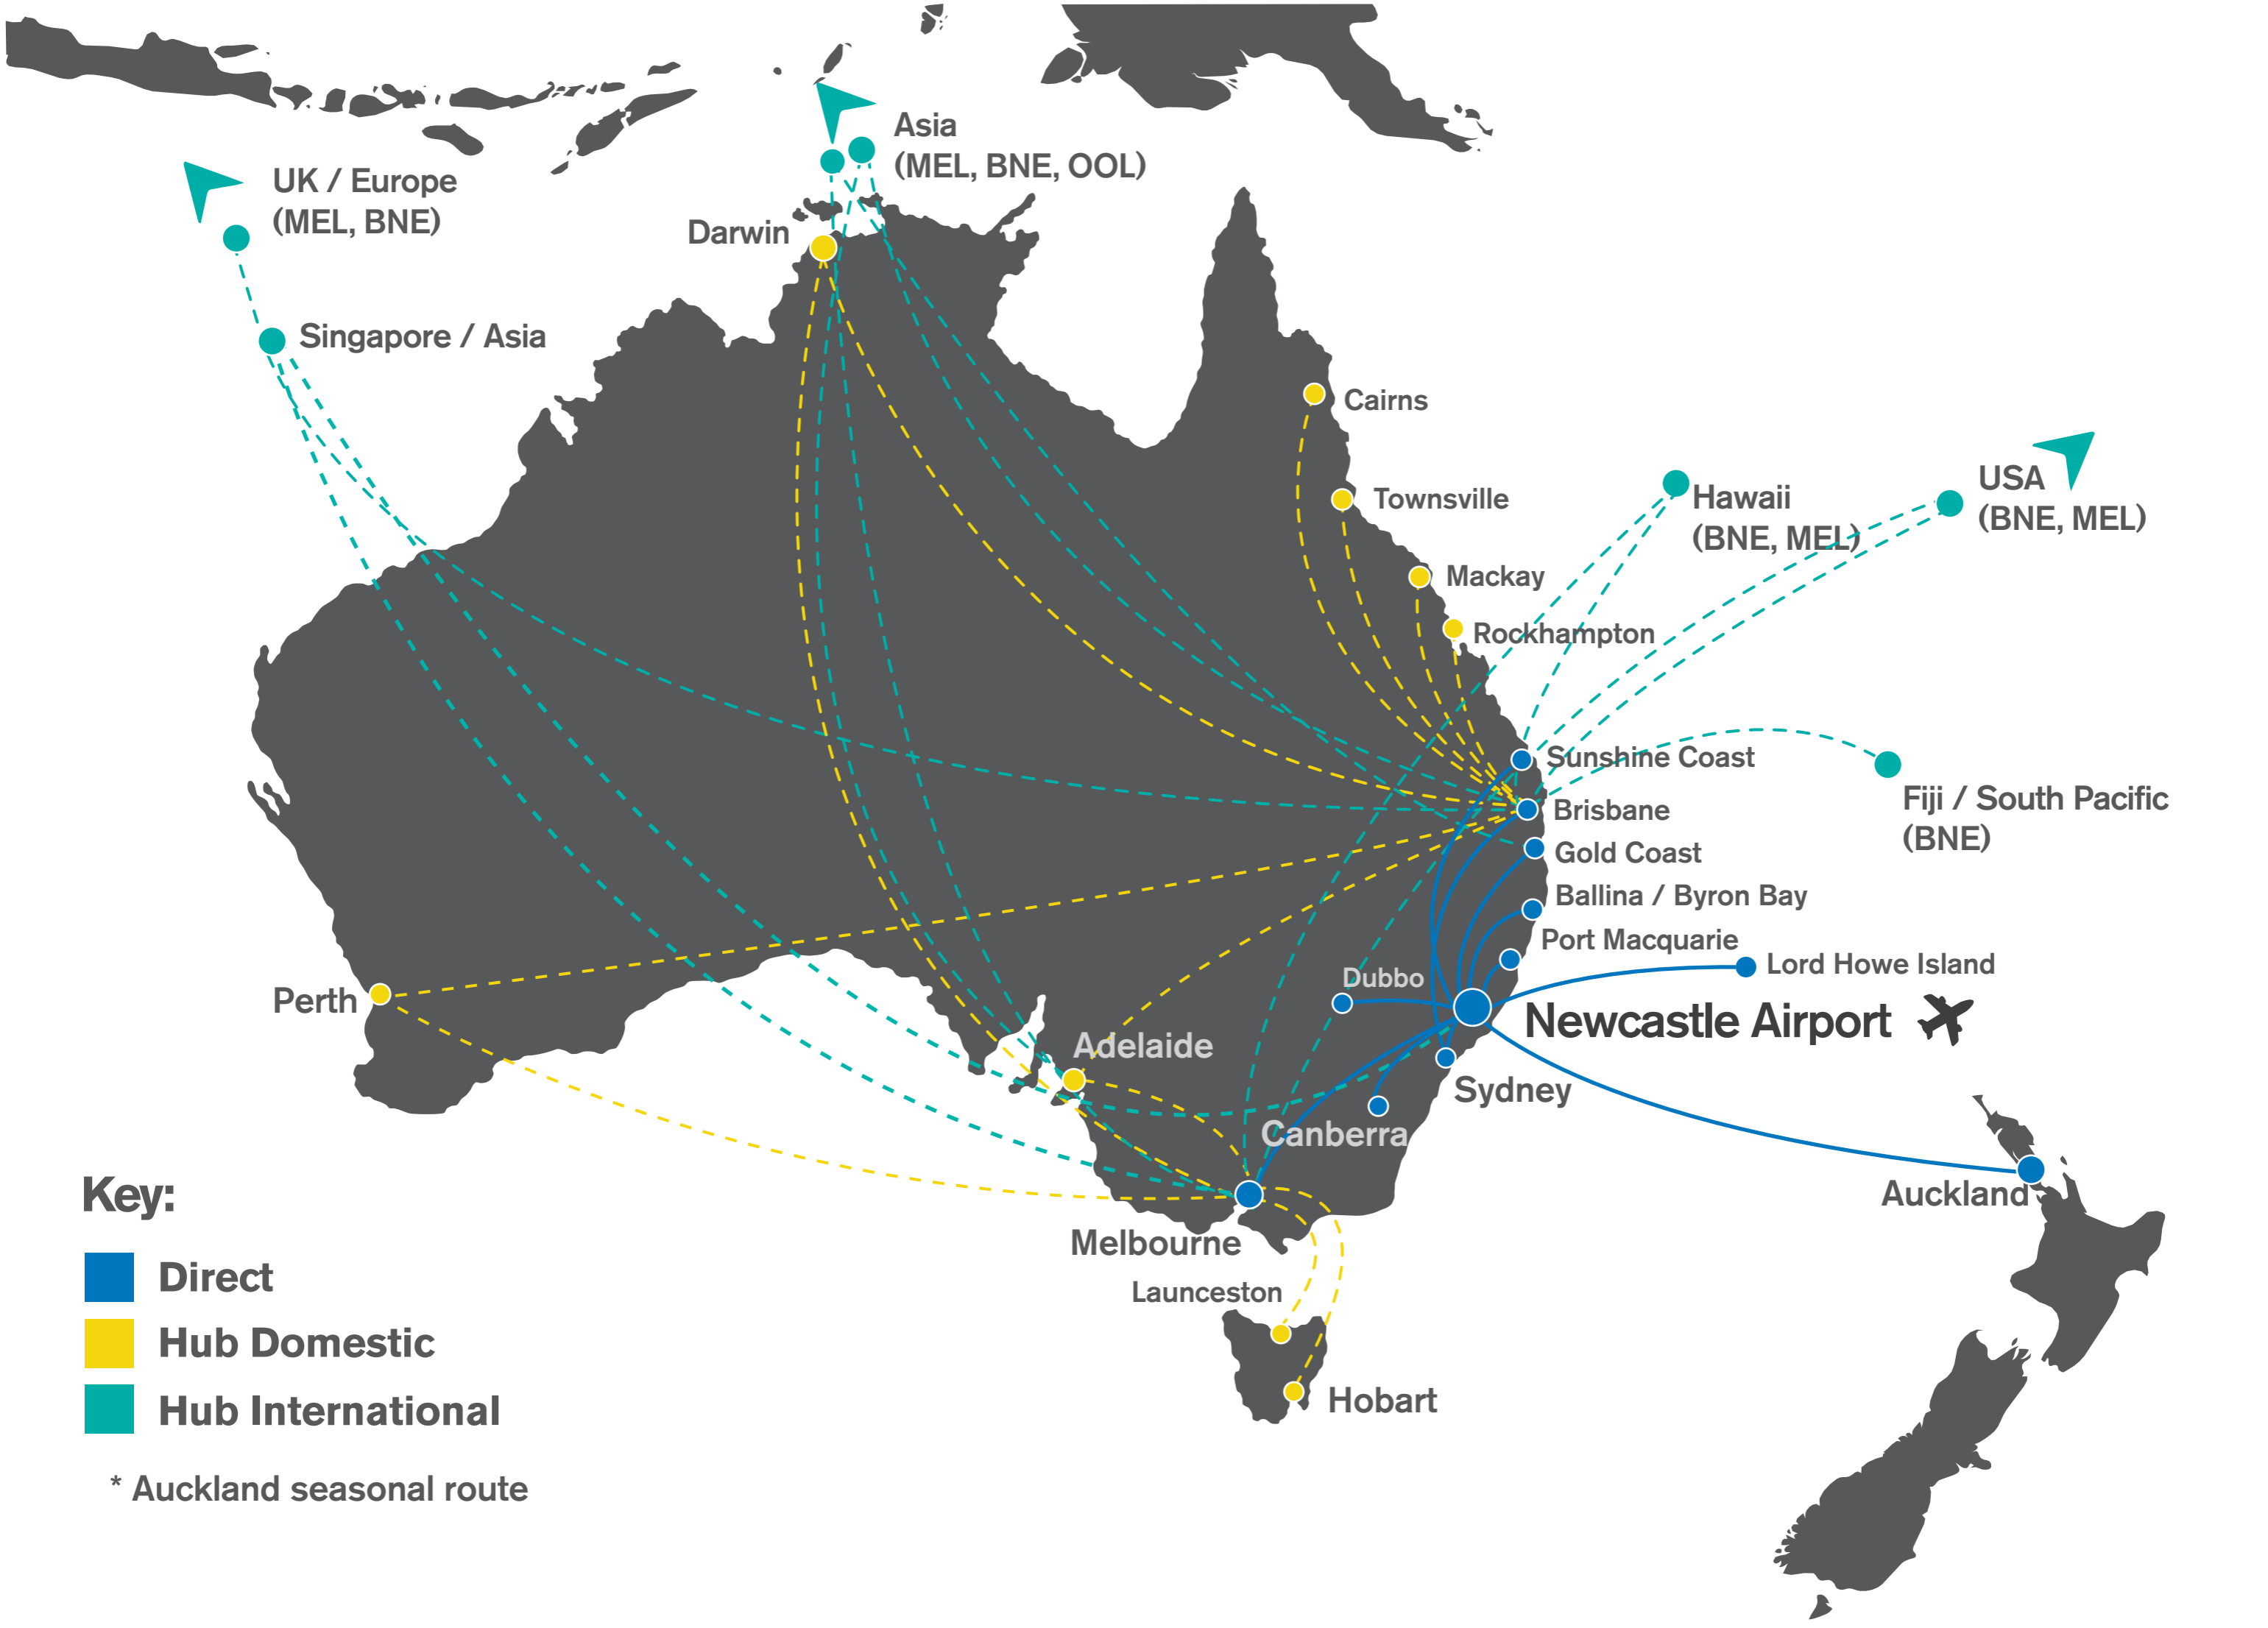 Asia
(MEL, BNE, OOL)
UK / Europe
(MEL, BNE)
Darwin
Singapore / Asia
Cairns
Townsville
Hawaii
(BNE, MEL)
USA
(BNE, MEL)
Mackay
Rockhampton
Sunshine Coast
Brisbane
Fiji / South Pacific
(BNE)
Gold Coast
Ballina / Byron Bay
Port Macquarie
Lord Howe Island
Dubbo
Perth
Newcastle Airport
Adelaide
Sydney
Canberra
Auckland
Melbourne
Launceston
Hobart
Key:
Direct
Hub Domestic
Hub International
* Auckland seasonal route